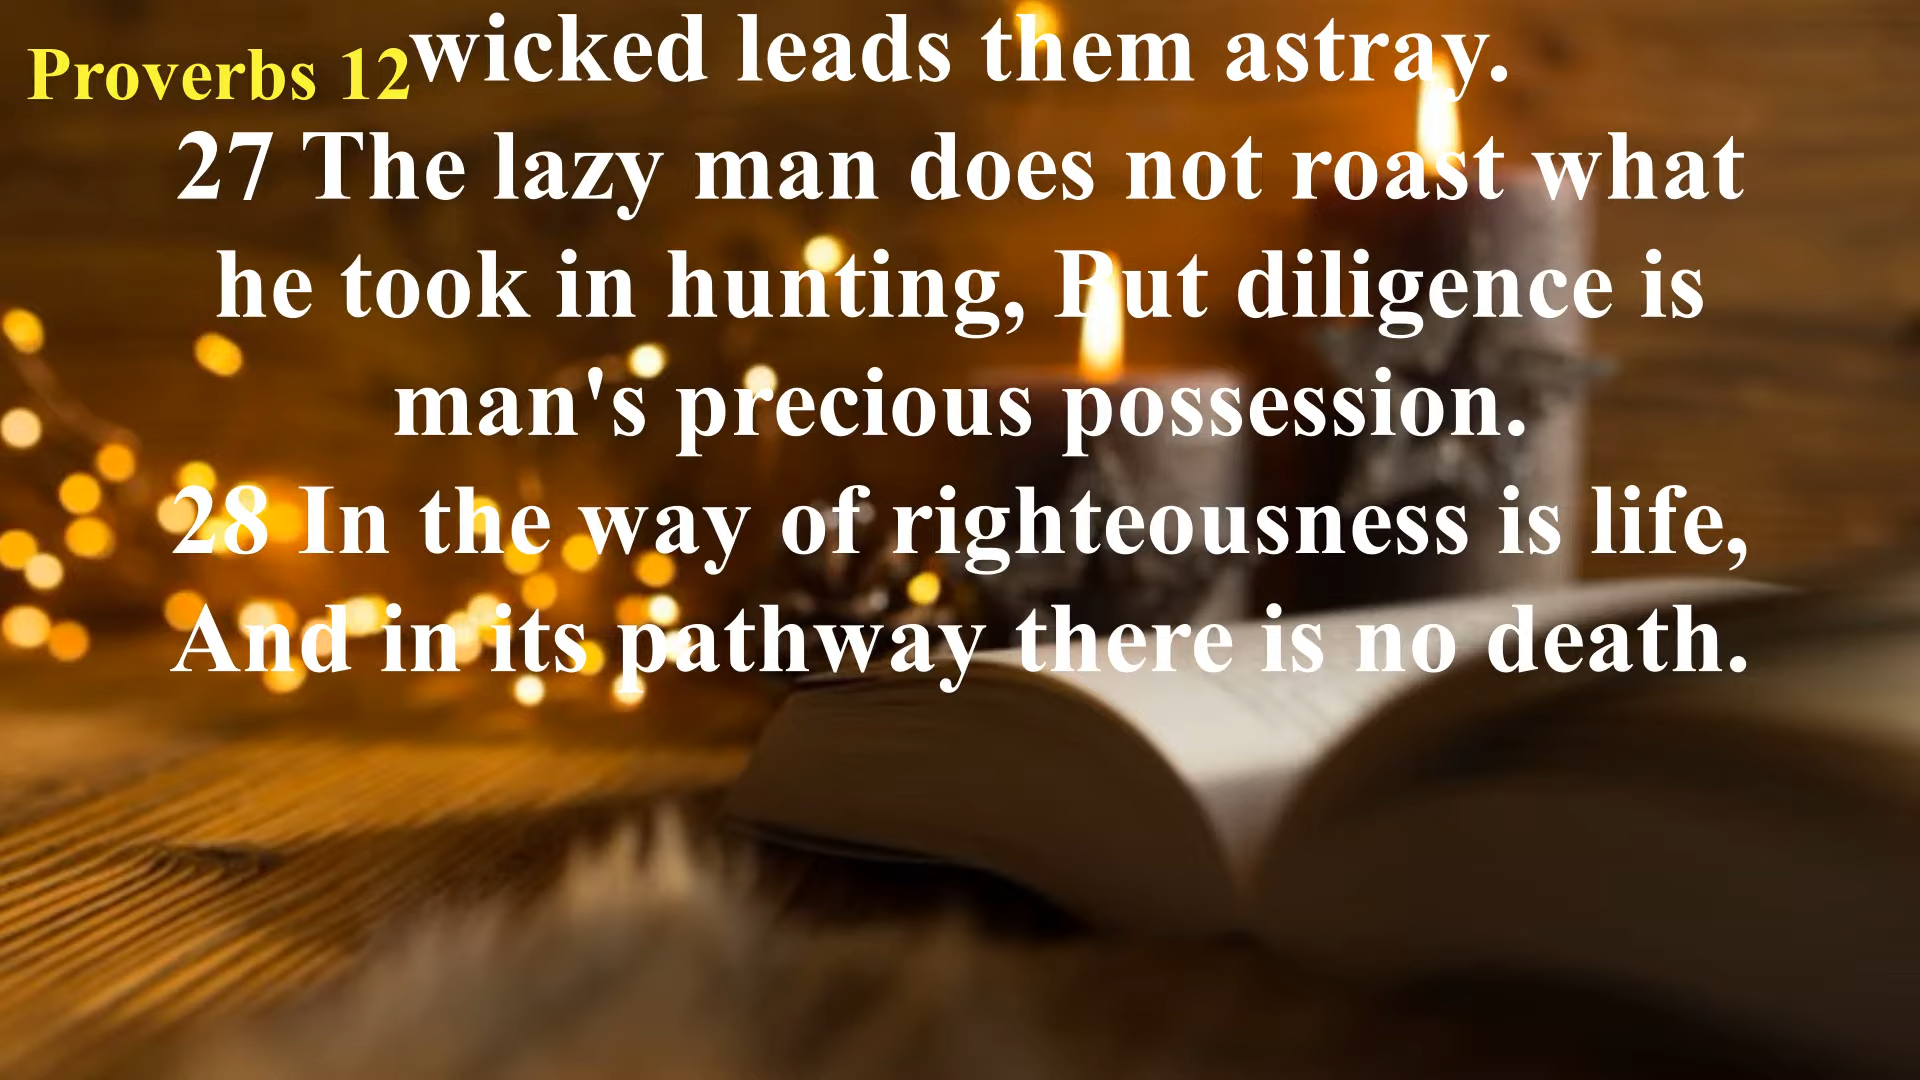 Proverbs 12
wicked leads them astray.
27 The lazy man does not roast what
he took in hunting, But diligence is
man's precious possession.
28 In the way of righteousness is life,
And in its pathway there is no death.